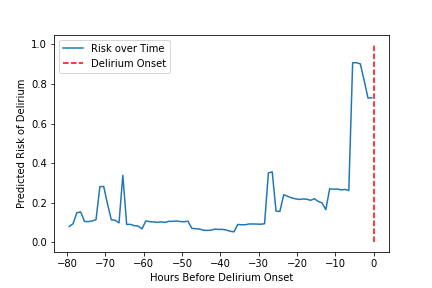 1.0
0.8
0.6
0.4
0.2
0.0
Predicted Risk of Delirium
Risk over Time
Delirium Onset
−80 −70 −60 −50 −40 −30 −20 −10 0
Hours Before Delirium Onset